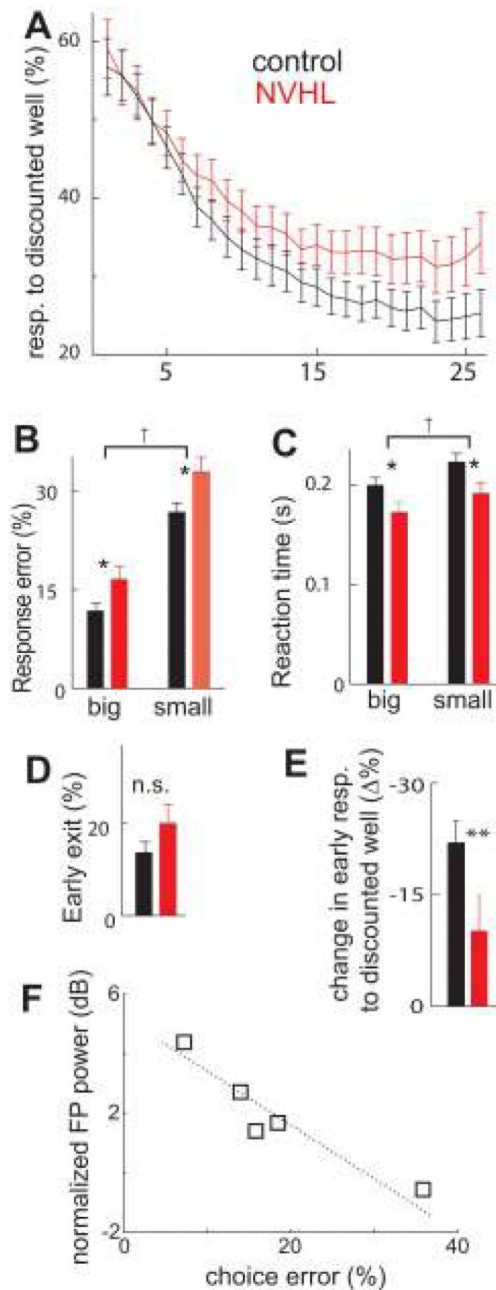 A
resp. to discounted well (%)
60
40
20
control
NVHL
5
15
25
B
Response error (%)
30
15
0
†
*
*
big
small
C
Reaction time (s)
0.2
0.1
0
†
*
*
big
small
D
Early exit (%)
20
0
n.s.
E
change in early resp.
to discounted well (Δ%)
-30
-15
0
**
F
normalized FP power (dB)
6
2
-2
0
20
40
choice error (%)